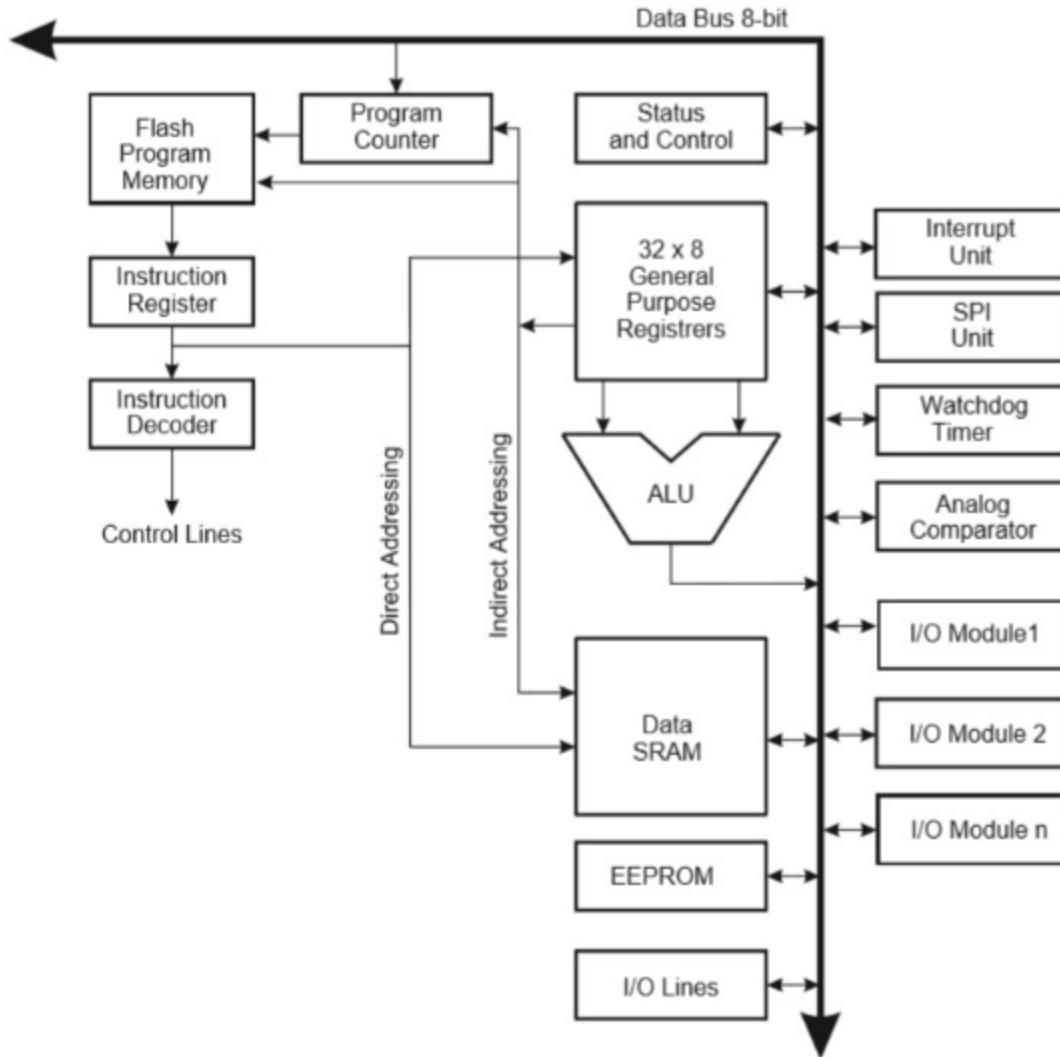 Data Bus 8-bit
Flash
Program
Memory
Program
Counter
Status
and Control
32 x 8
General
Purpose
Registrers
Interrupt
Unit
Instruction
Register
SPI
Unit
Instruction
Decoder
Watchdog
Timer
Direct Addressing
Indirect Addressing
ALU
Analog
Comparator
Control Lines
I/O Module1
Data
SRAM
I/O Module 2
I/O Module n
EEPROM
I/O Lines